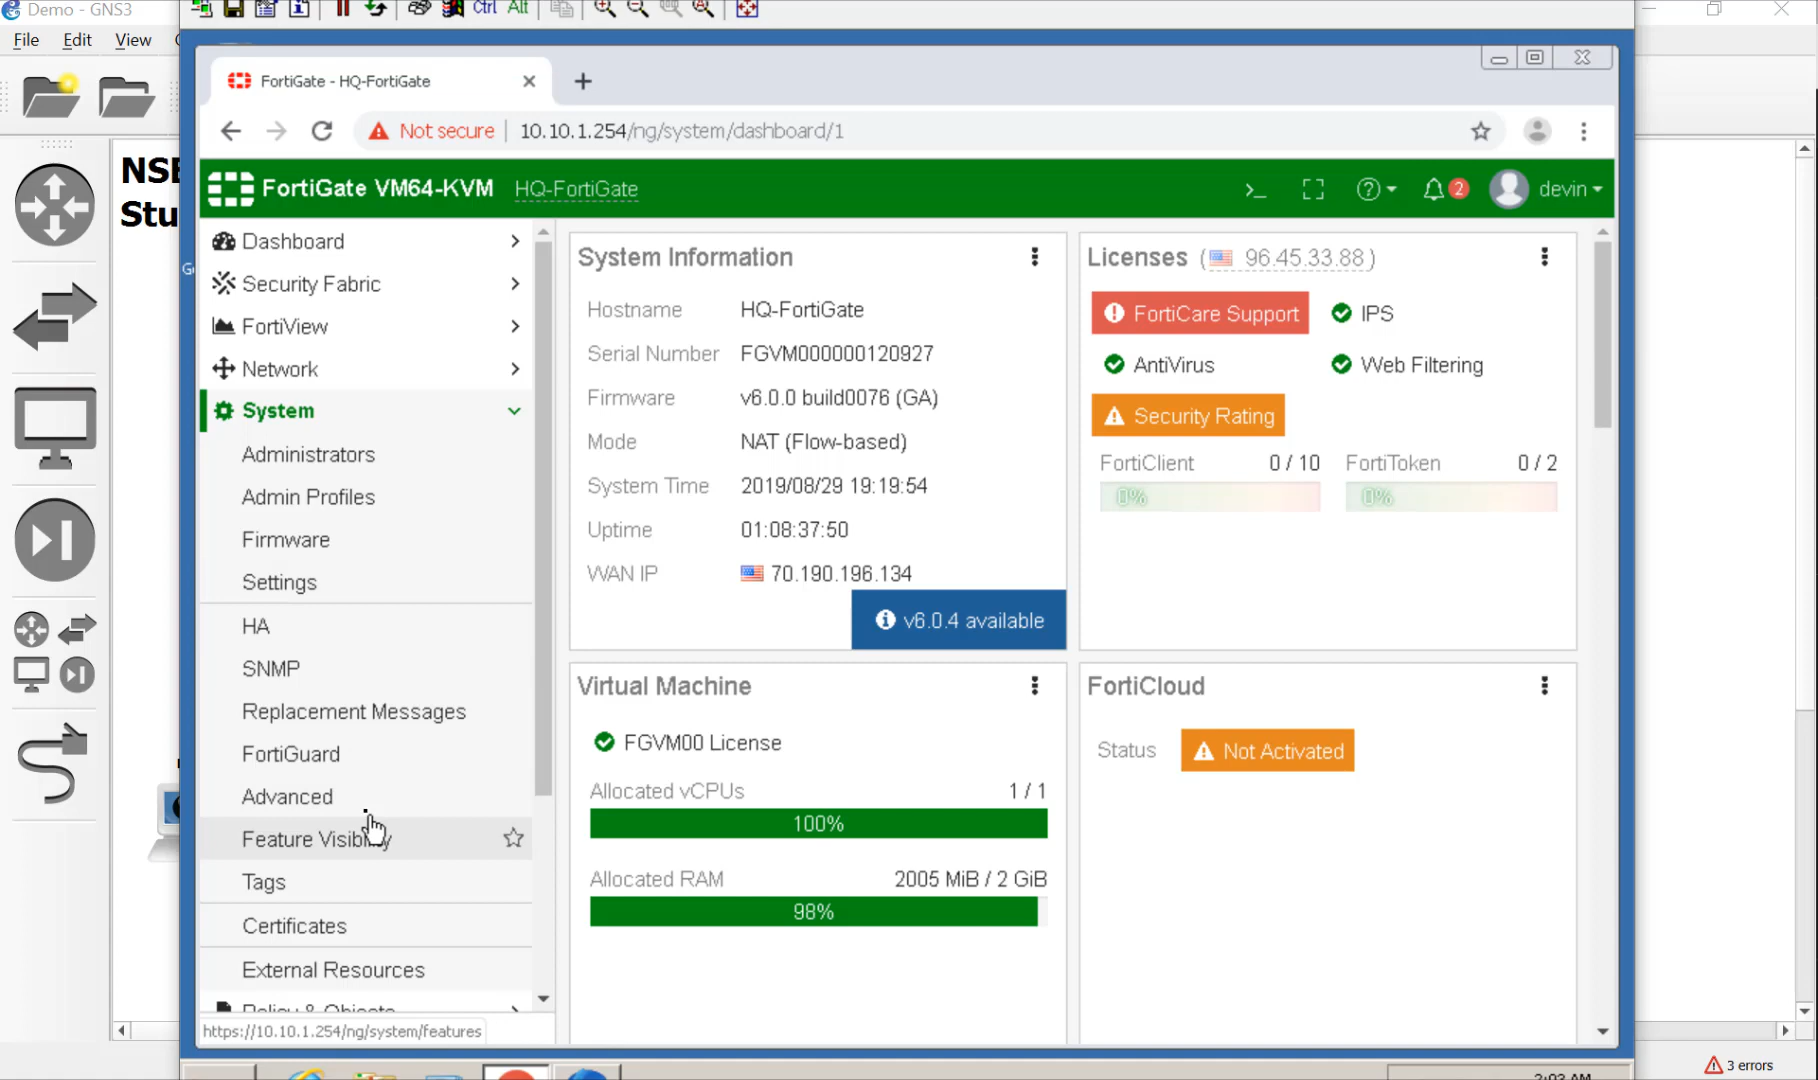 Demo - GNS3
File Edit View
Ctrl Alt
NSE
Stu
FortiGate - HQ-FortiGate
Not secure 10.10.1.254/ng/system/dashboard/1
FortiGate VM64-KVM HQ-FortiGate
>_ 2 devin
Dashboard
Security Fabric
FortiView
Network
System
Administrators
Admin Profiles
Firmware
Settings
HA
SNMP
Replacement Messages
FortiGuard
Advanced
Feature Visibility
Tags
Certificates
External Resources
Policy & Objects
https://10.10.1.254/ng/system/features
System Information
Hostname HQ-FortiGate
Serial Number FGVM000000120927
Firmware v6.0.0 build0076 (GA)
Mode NAT (Flow-based)
System Time 2019/08/29 19:19:54
Uptime 01:08:37:50
WAN IP 70.190.196.134
v6.0.4 available
Licenses (96.45.33.88)
FortiCare Support IPS
AntiVirus Web Filtering
Security Rating
FortiClient 0 / 10 FortiToken 0 / 2
0% 0%
Virtual Machine
FGVM00 License
Allocated vCPUs 1 / 1
100%
Allocated RAM 2005 MiB / 2 GiB
98%
FortiCloud
Status Not Activated
3 errors
2:03 AM